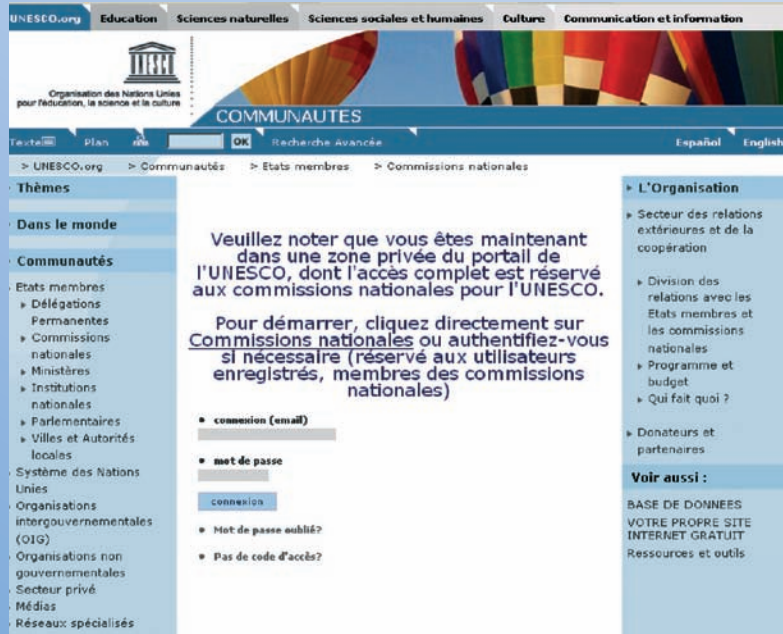 UNESCO.org Education Sciences naturelles Sciences sociales et humaines Culture Communication et information
Organisation des Nations Unies
pour l'éducation, la science et la culture
COMMUNAUTES
Texte Plan OK Recherche Avancée Español English
> UNESCO.org > Communautés > Etats membres > Commissions nationales
Thèmes
Dans le monde
Communautés
Etats membres
Délégations
Permanentes
Commissions
nationales
Ministères
Institutions
nationales
Parlementaires
Villes et Autorités
locales
Système des Nations
Unies
Organisations
intergouvernementales
(OIG)
Organisations non
gouvernementales
Secteur privé
Médias
Réseaux spécialisés
Veuillez noter que vous êtes maintenant
dans une zone privée du portail de
l'UNESCO, dont l'accès complet est réservé
aux commissions nationales pour l'UNESCO.
Pour démarrer, cliquez directement sur
Commissions nationales ou authentifiez-vous
si nécessaire (réservé aux utilisateurs
enregistrés, membres des commissions
nationales)
connexion (email)
mot de passe
connexion
Mot de passe oublié?
Pas de code d'accès?
L'Organisation
Secteur des relations
extérieures et de la
coopération
Division des
relations avec les
Etats membres et
les commissions
nationales
Programme et
budget
Qui fait quoi ?
Donateurs et
partenaires
Voir aussi :
BASE DE DONNEES
VOTRE PROPRE SITE
INTERNET GRATUIT
Ressources et outils